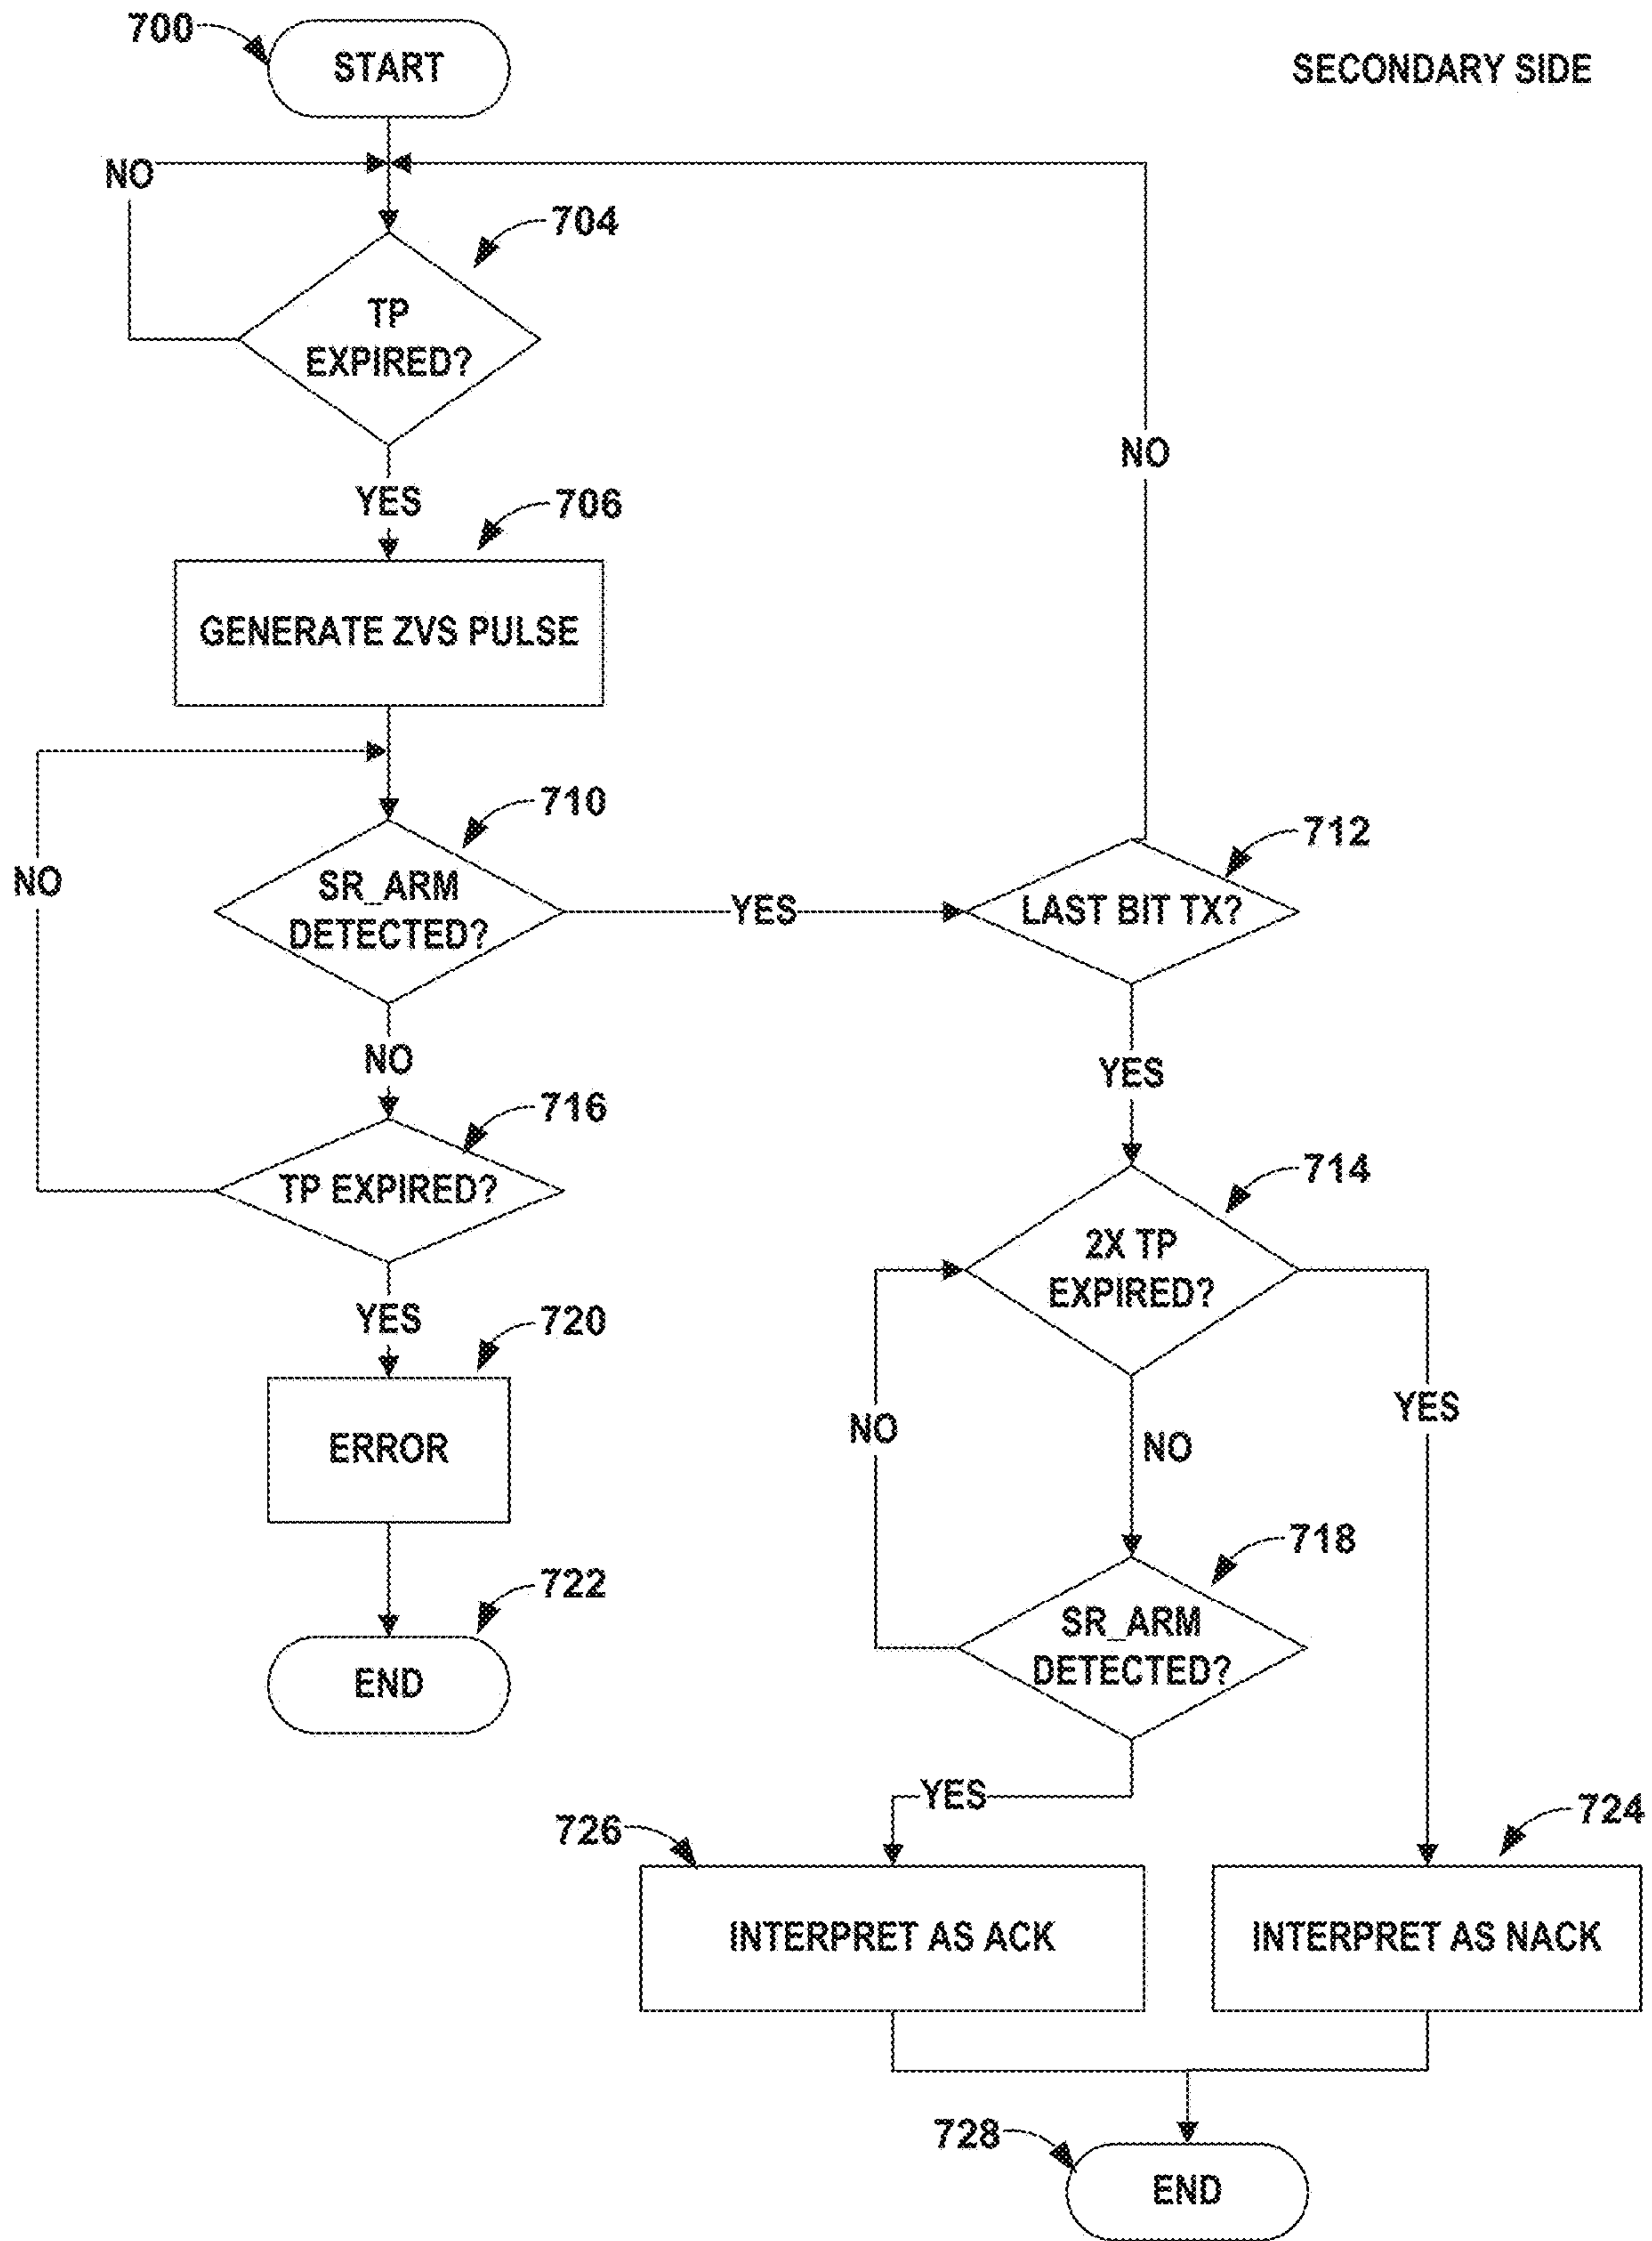 700
START
SECONDARY SIDE
NO
704
TP
EXPIRED?
NO
YES
706
GENERATE ZVS PULSE
710
712
NO
SR_ARM
DETECTED?
YES
LAST BIT TX?
NO
YES
716
714
TP EXPIRED?
2X TP
EXPIRED?
YES
720
YES
NO
NO
ERROR
718
722
SR_ARM
DETECTED?
END
YES
726
724
INTERPRET AS ACK
INTERPRET AS NACK
728
END